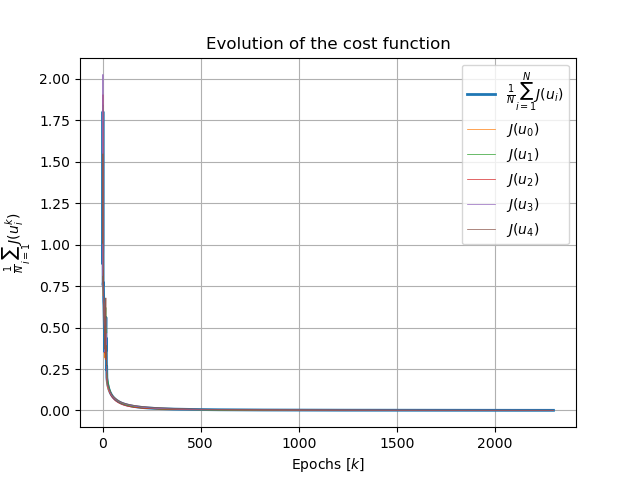 Evolution of the cost function
2.00
1.75
1.50
1.25
1.00
0.75
0.50
0.25
0.00
0
500
1000
1500
2000
Epochs [k]
1/N ∑_{i=1} J(u_i^k)
1/N ∑_{i=1}^{N} J(u_i)
J(u_0)
J(u_1)
J(u_2)
J(u_3)
J(u_4)